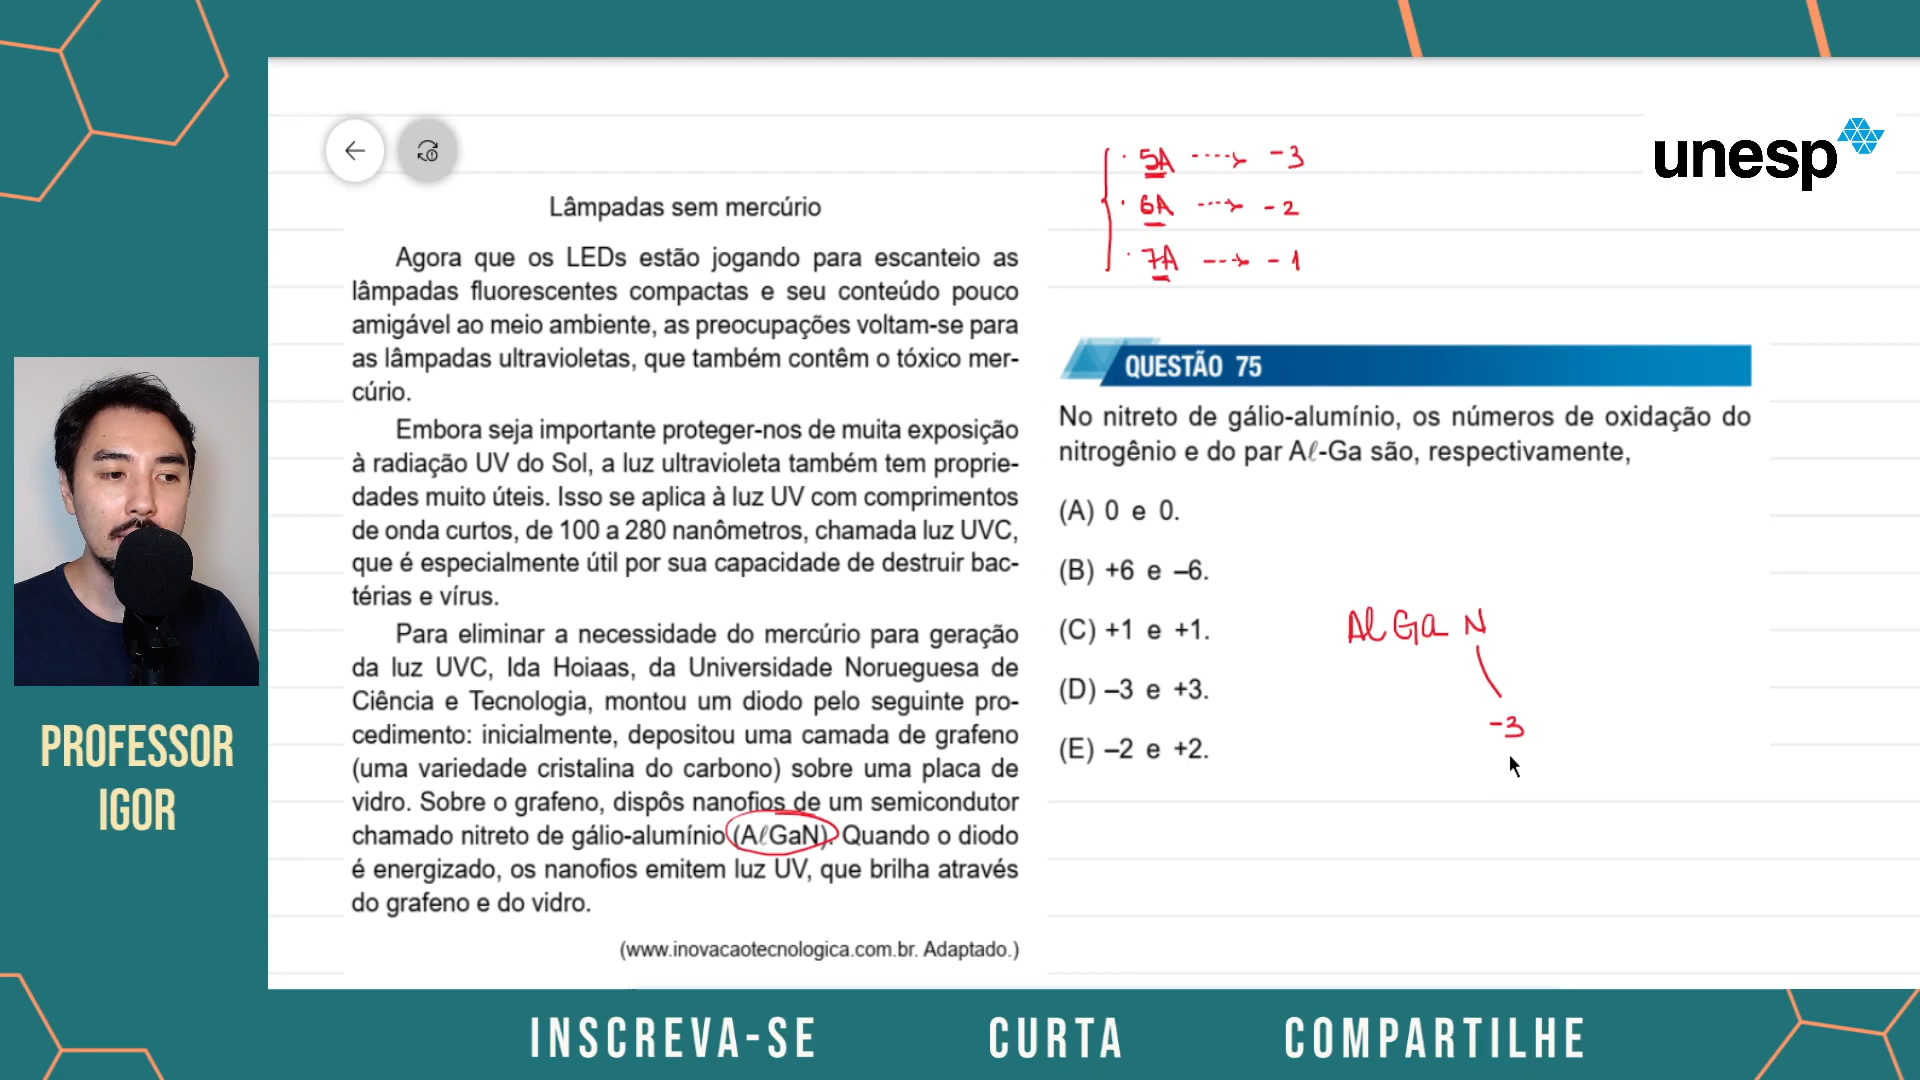 unesp
· 5A ----> -3
· 6A ---> -2
· 7A ---> -1
Lâmpadas sem mercúrio
Agora que os LEDs estão jogando para escanteio as
lâmpadas fluorescentes compactas e seu conteúdo pouco
amigável ao meio ambiente, as preocupações voltam-se para
as lâmpadas ultravioletas, que também contêm o tóxico mer-
cúrio.
Embora seja importante proteger-nos de muita exposição
à radiação UV do Sol, a luz ultravioleta também tem proprie-
dades muito úteis. Isso se aplica à luz UV com comprimentos
de onda curtos, de 100 a 280 nanômetros, chamada luz UVC,
que é especialmente útil por sua capacidade de destruir bac-
térias e vírus.
Para eliminar a necessidade do mercúrio para geração
da luz UVC, Ida Hoiaas, da Universidade Norueguesa de
Ciência e Tecnologia, montou um diodo pelo seguinte pro-
cedimento: inicialmente, depositou uma camada de grafeno
(uma variedade cristalina do carbono) sobre uma placa de
vidro. Sobre o grafeno, dispôs nanofios de um semicondutor
chamado nitreto de gálio-alumínio (AℓGaN). Quando o diodo
é energizado, os nanofios emitem luz UV, que brilha através
do grafeno e do vidro.
(www.inovacaotecnologica.com.br. Adaptado.)
QUESTÃO 75
No nitreto de gálio-alumínio, os números de oxidação do
nitrogênio e do par Aℓ-Ga são, respectivamente,
(A) 0 e 0.
(B) +6 e –6.
(C) +1 e +1.
(D) –3 e +3.
(E) –2 e +2.
Al Ga N
-3
PROFESSOR
IGOR
INSCREVA-SE
CURTA
COMPARTILHE